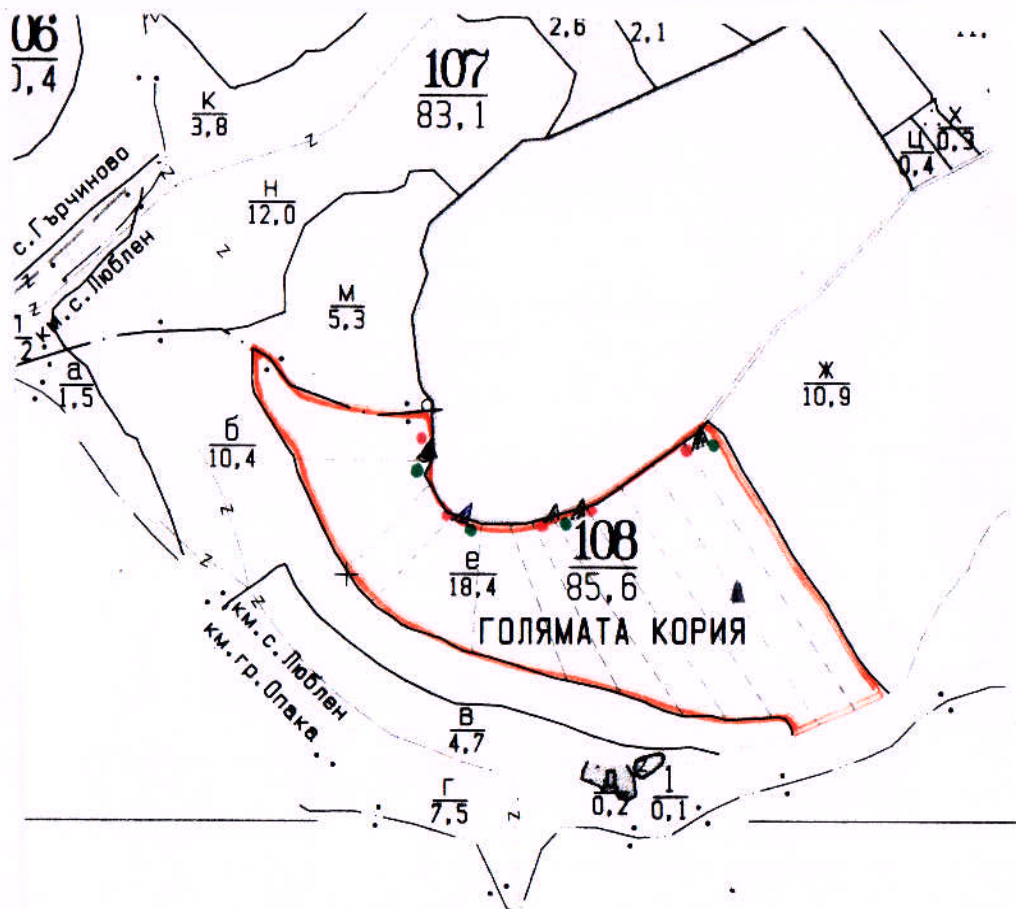 06
0,4
2,6
2,1
107
83,1
К
3,8
Х
0,3
Ц
0,4
Н
12,0
с. Гърчиново
км. с. Люблен
М
5,3
1
2
а
1,5
Ж
10,9
б
10,4
108
85,6
е
18,4
ГОЛЯМАТА КОРИЯ
км. с. Люблен
км. гр. Опака
В
4,7
Г
7,5
Д
0,2
1
0,1